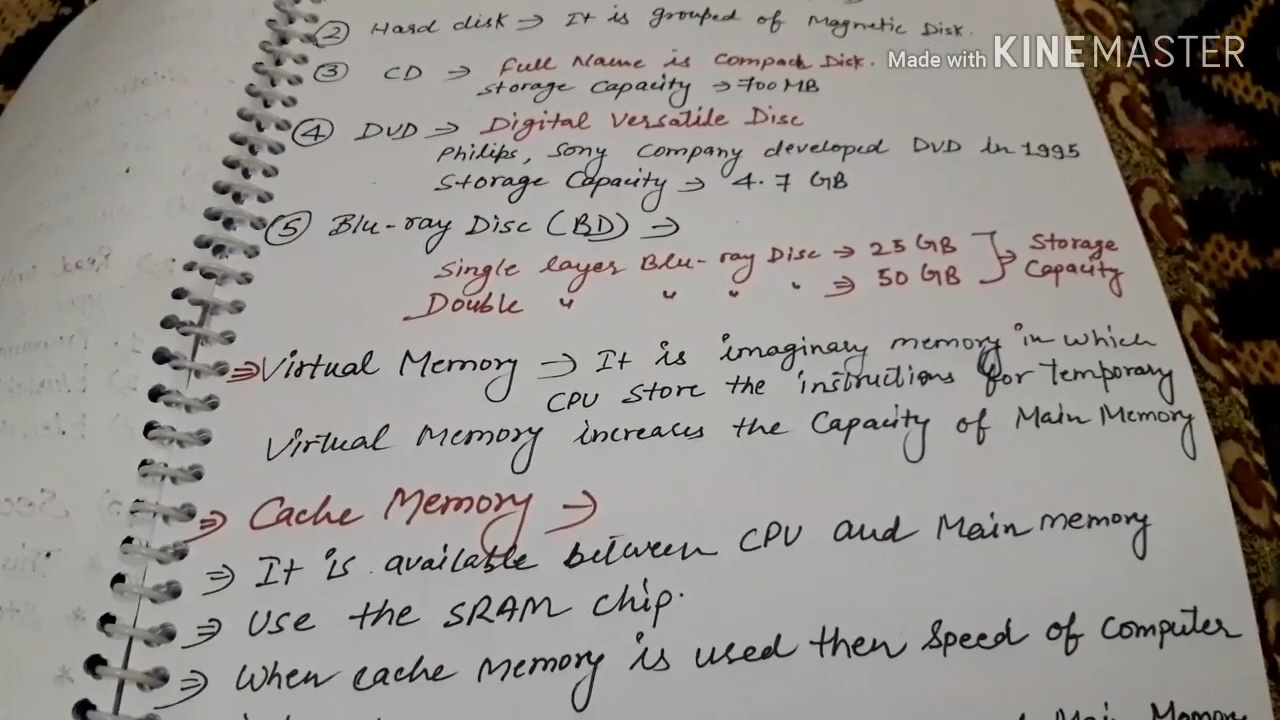 ② Hard disk ⇒ It is grouped of Magnetic Disk.
Made with KINEMASTER
③ CD ⇒ Full Name is Compact Disk.
Storage Capacity → 700 MB
④ DVD ⇒ Digital Versatile Disc
Philips, Sony Company developed DVD in 1995
Storage Capacity → 4.7 GB
⑤ Blu-ray Disc (BD) ⇒
Single layer Blu-ray Disc → 25 GB
Double " " " " ⇒ 50 GB
Storage
Capacity
⇒ Virtual Memory → It is imaginary memory in which
CPU Store the instructions for temporary
Virtual Memory increases the Capacity of Main Memory
⇒ Cache Memory →
⇒ It is available between CPU and Main memory
⇒ Use the SRAM chip.
⇒ When cache Memory is used then Speed of Computer
Main Memory